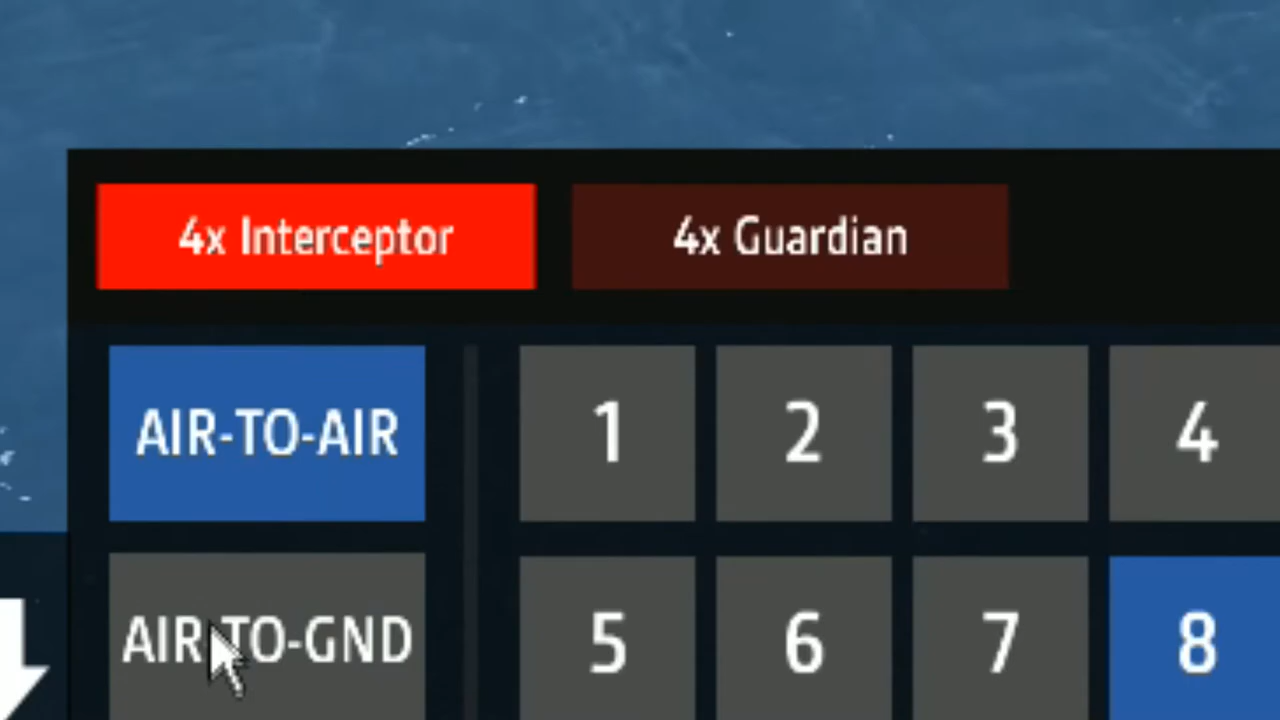 4x Interceptor
4x Guardian
AIR-TO-AIR
1
2
3
4
AIR-TO-GND
5
6
7
8